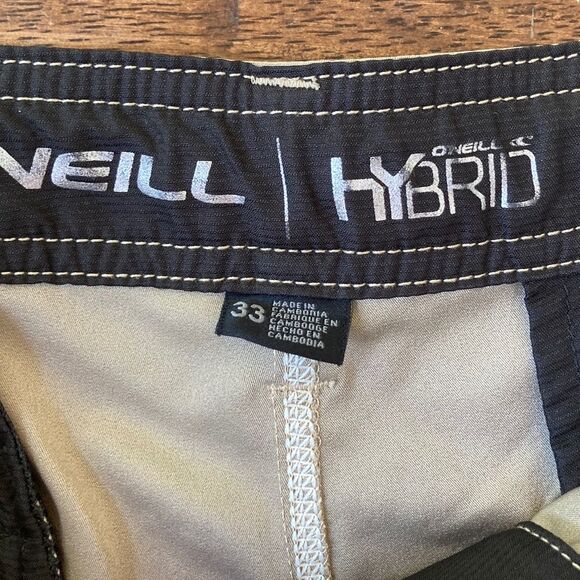 NEILL | HYBRID
O'NEILL
33
MADE IN
CAMBODIA
FABRIQUE EN
CAMBODGE
HECHO EN
CAMBODIA